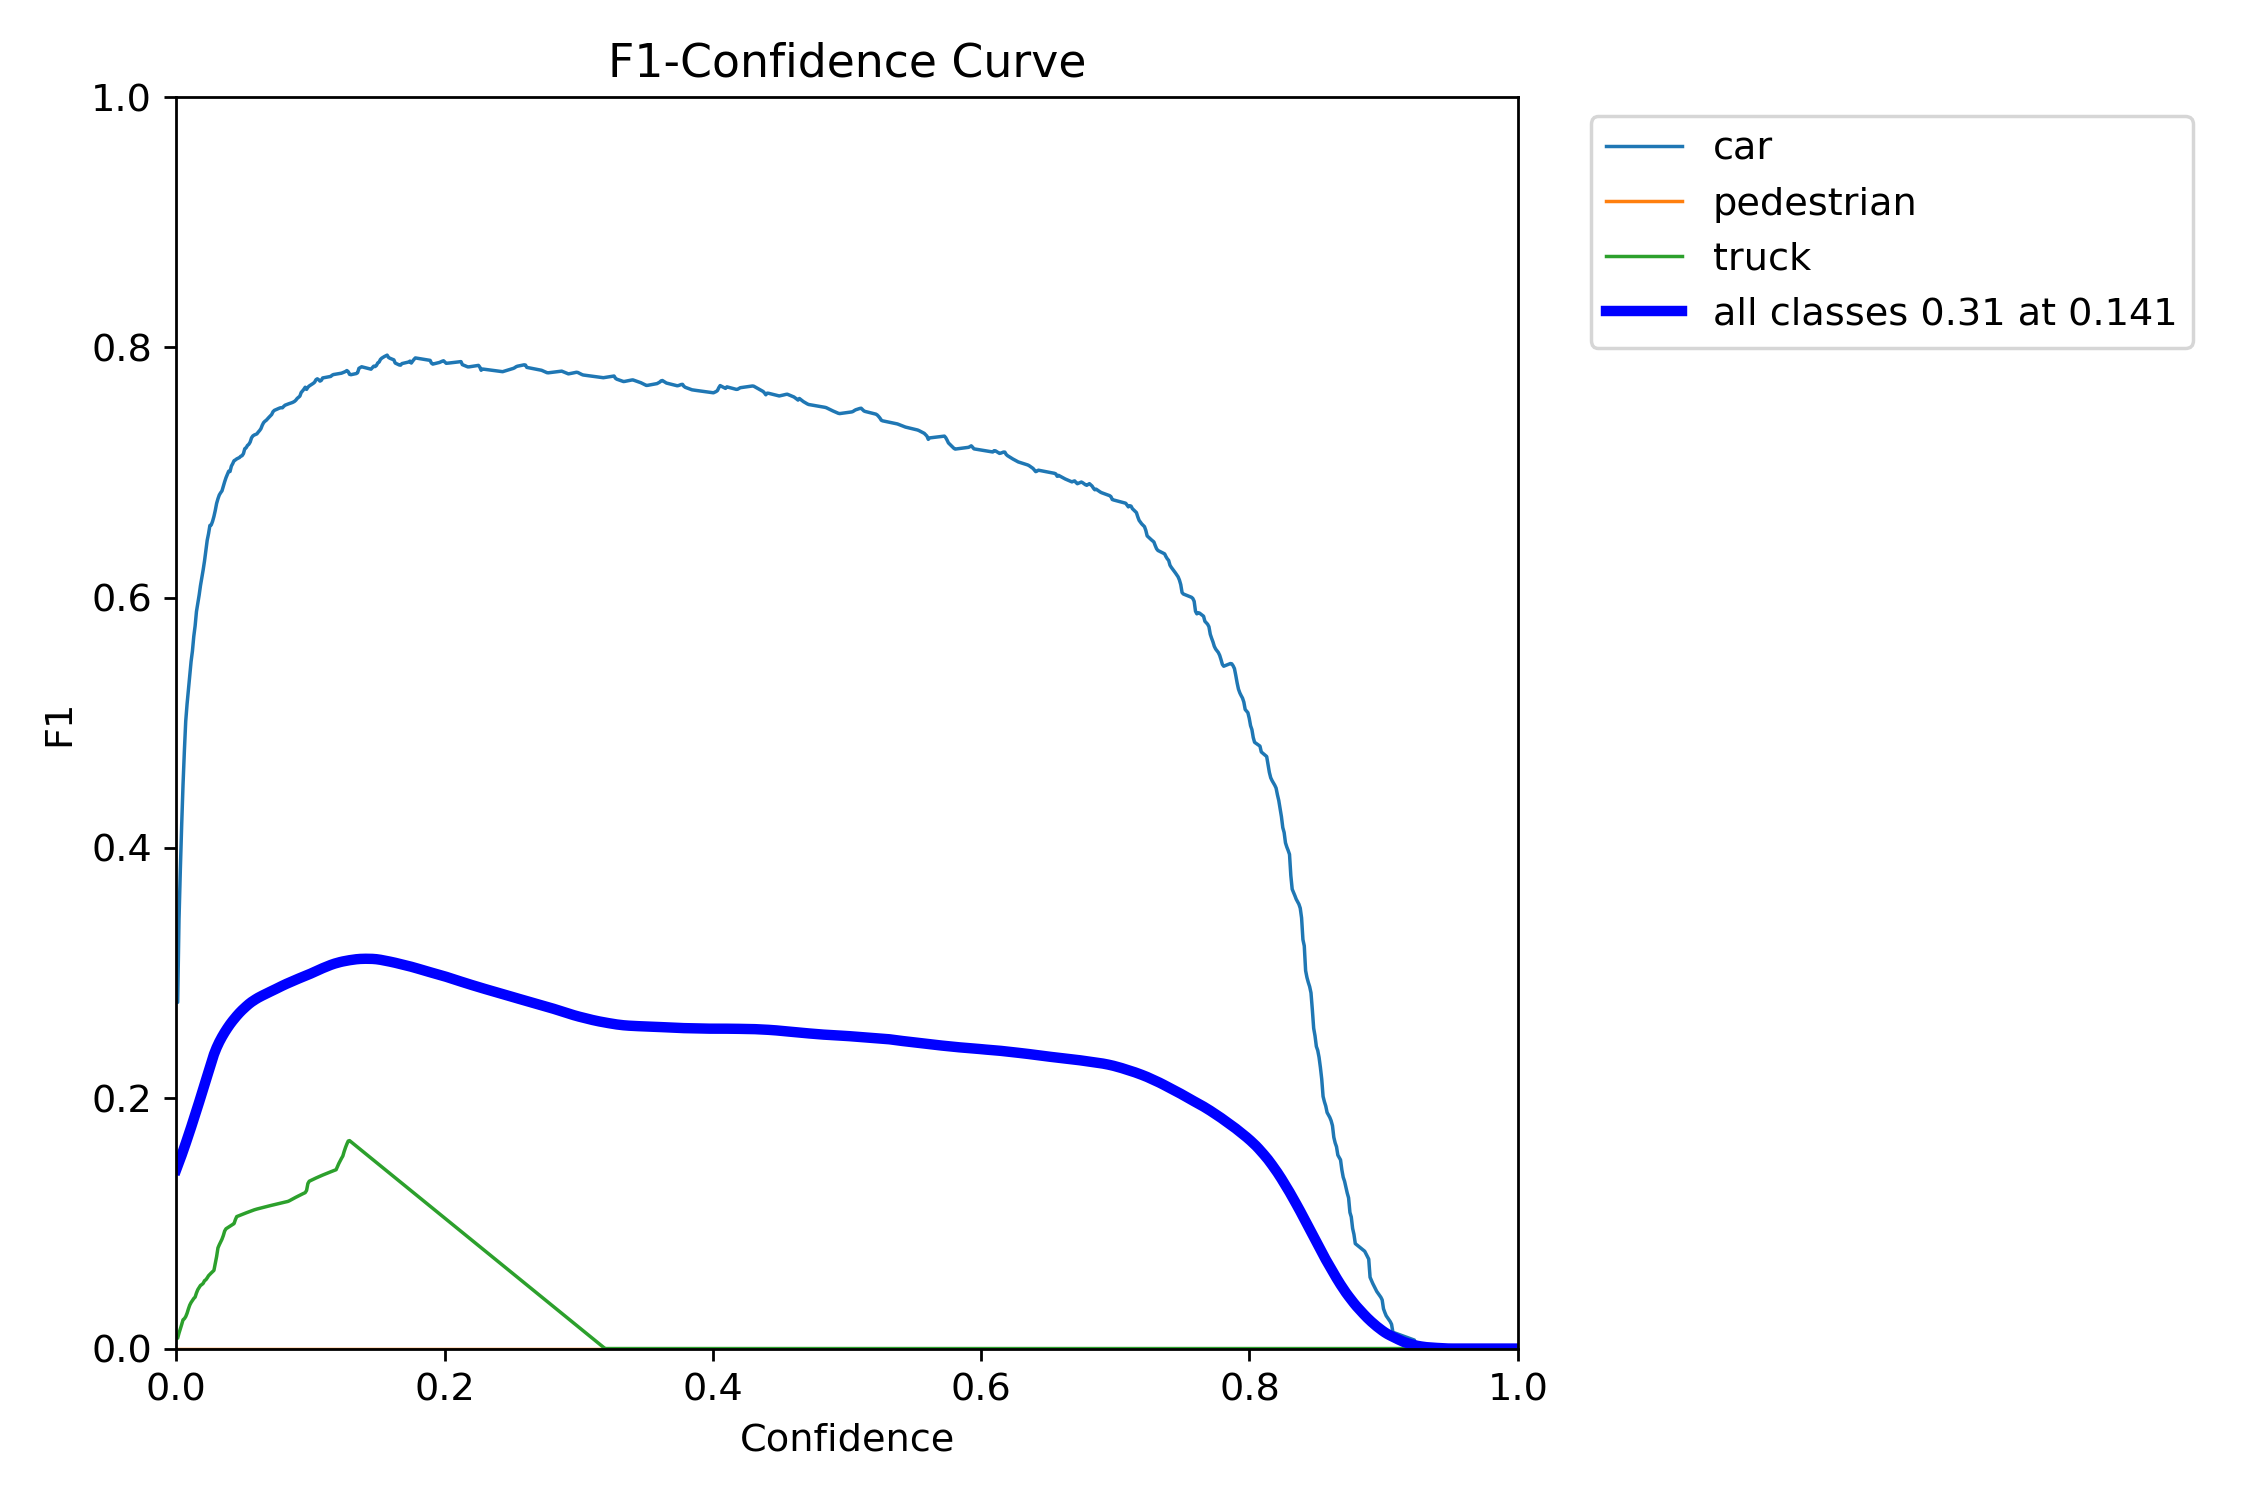 F1-Confidence Curve
1.0
0.8
0.6
0.4
0.2
0.0
F1
0.0 0.2 0.4 0.6 0.8 1.0
Confidence
car
pedestrian
truck
all classes 0.31 at 0.141